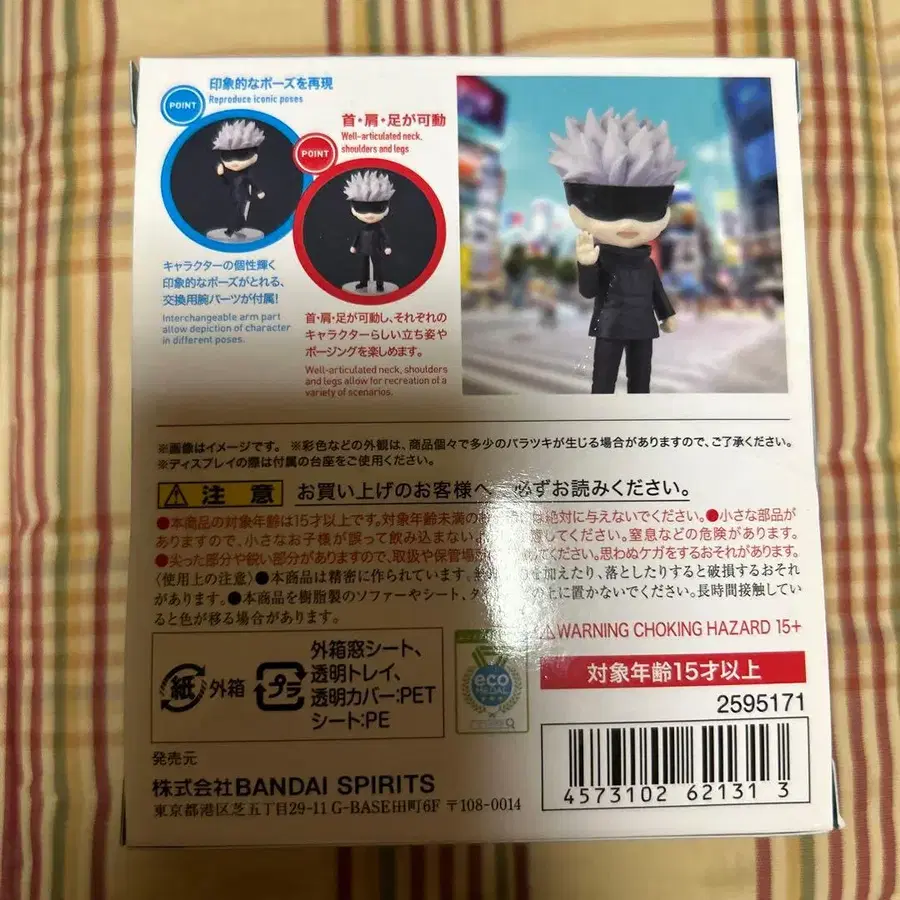 POINT
印象的なポーズを再現
Reproduce iconic poses
POINT
首・肩・足が可動
Well-articulated neck,
shoulders and legs
キャラクターの個性輝く
印象的なポーズがとれる、
交換用腕パーツが付属!
Interchangeable arm part
allow depiction of character
in different poses.
首・肩・足が可動し、それぞれの
キャラクターらしい立ち姿や
ポージングを楽しめます。
Well-articulated neck, shoulders
and legs allow for recreation of a
variety of scenarios.
※画像はイメージです。 ※彩色などの外観は、商品個々で多少のバラツキが生じる場合がありますので、ご了承ください。
※ディスプレイの際は付属の台座をご使用ください。
注意 お買い上げのお客様へ 必ずお読みください。
●本商品の対象年齢は15才以上です。対象年齢未満の は絶対に与えないでください。●小さな部品が
ありますので、小さなお子様が誤って飲み込まない してください。窒息などの危険があります。
●尖った部分や鋭い部分がありますので、取扱や保管場 てください。思わぬケガをするおそれがあります。
〈使用上の注意〉●本商品は精密に作られています。 を加えたり、落としたりすると破損するおそれ
があります。●本商品を樹脂製のソファーやシート、タイ の上に置かないでください。長時間接触してい
ると色が移る場合があります。
WARNING CHOKING HAZARD 15+
紙 外箱
プラ
外箱窓シート、
透明トレイ、
透明カバー:PET
シート:PE
eco
MEDAL
対象年齢15才以上
2595171
発売元
株式会社BANDAI SPIRITS
東京都港区芝五丁目29-11 G-BASE田町6F 〒108-0014
4573102 62131 3